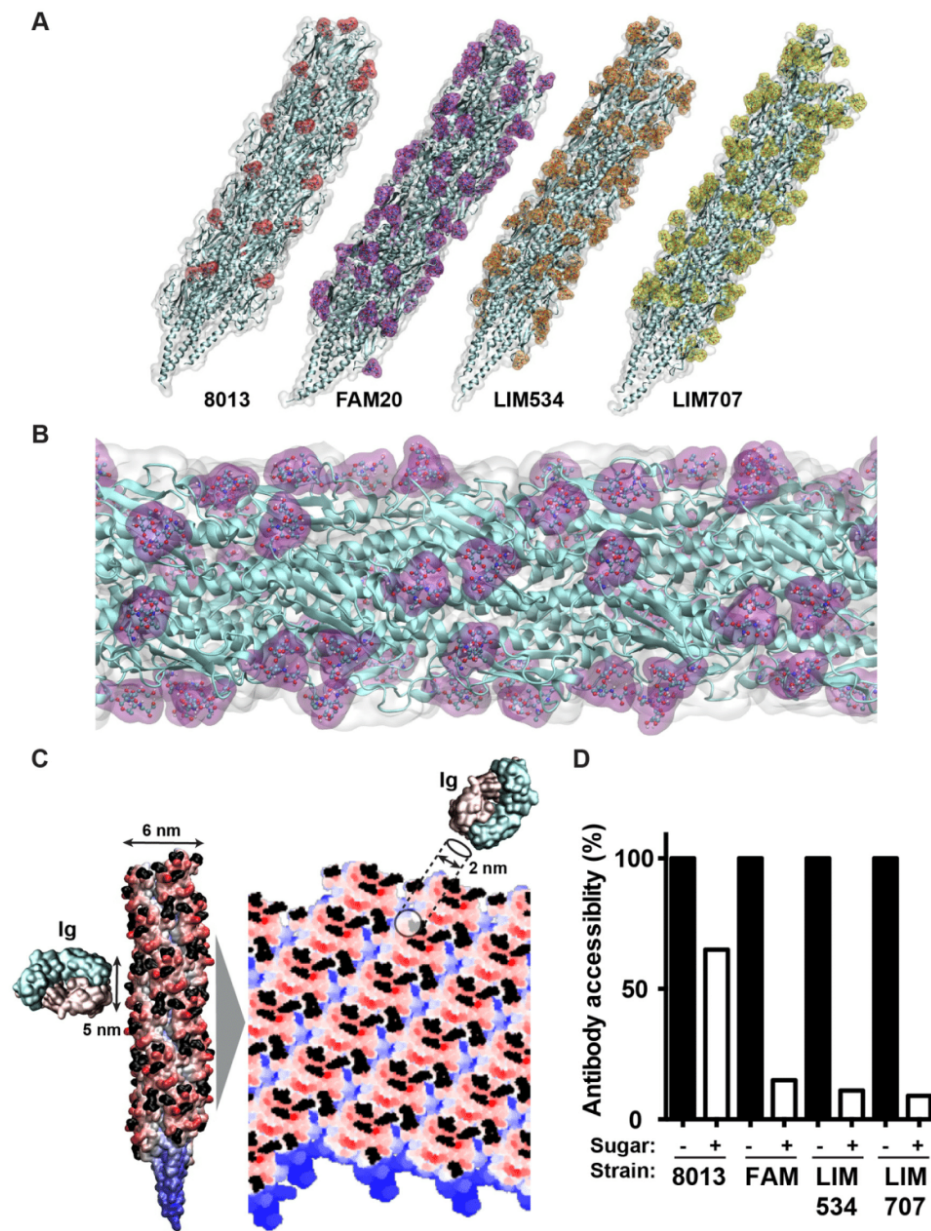 A
8013
FAM20
LIM534
LIM707
B
C
6 nm
Ig
5 nm
Ig
2 nm
D
Antibody accessiblity (%)
100
50
0
Sugar: - + - + - + - +
Strain: 8013 FAM LIM LIM
534 707